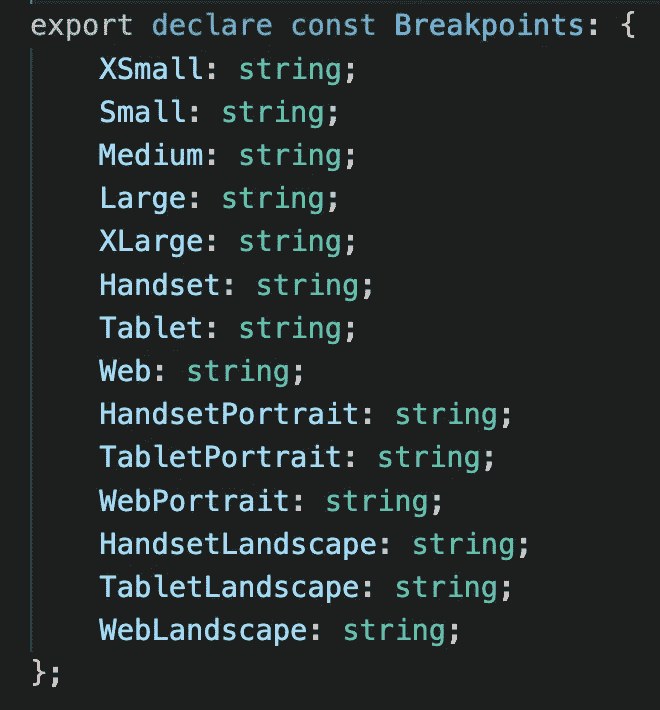 export declare const Breakpoints: {
    XSmall: string;
    Small: string;
    Medium: string;
    Large: string;
    XLarge: string;
    Handset: string;
    Tablet: string;
    Web: string;
    HandsetPortrait: string;
    TabletPortrait: string;
    WebPortrait: string;
    HandsetLandscape: string;
    TabletLandscape: string;
    WebLandscape: string;
};